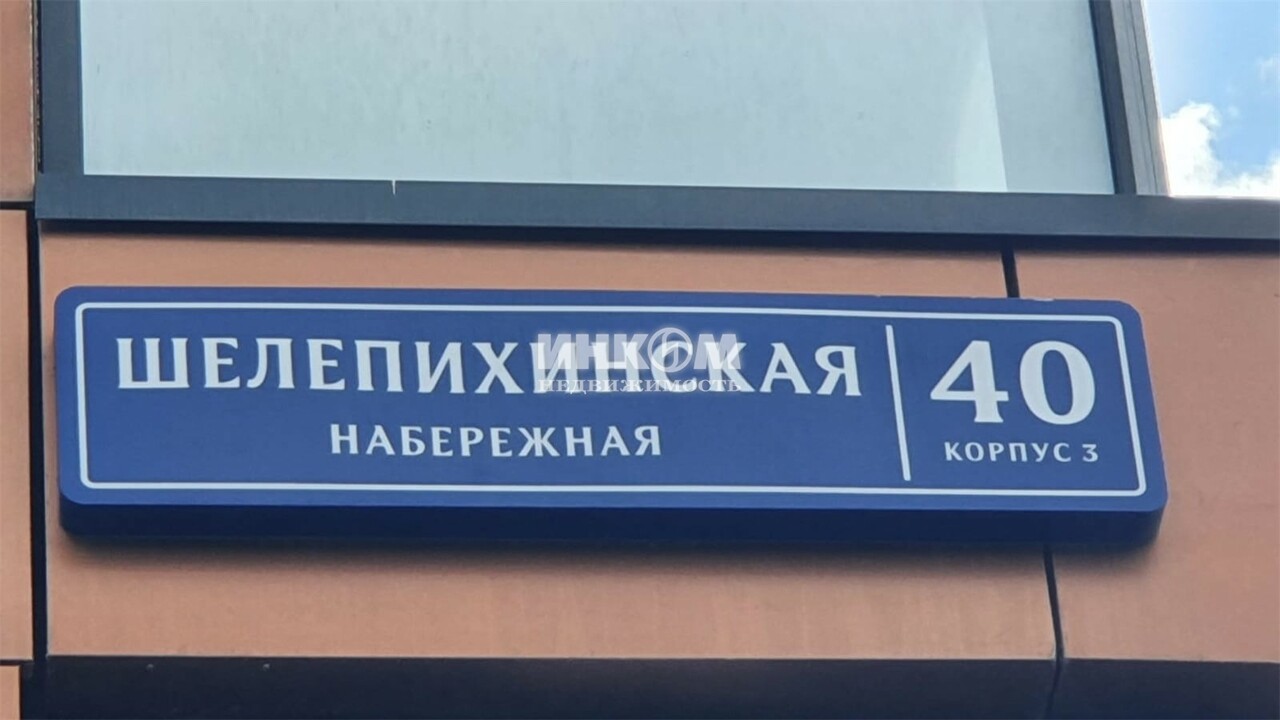 ШЕЛЕПИХИНСКАЯ
НАБЕРЕЖНАЯ
40
КОРПУС 3
ИНКОМ
НЕДВИЖИМОСТЬ